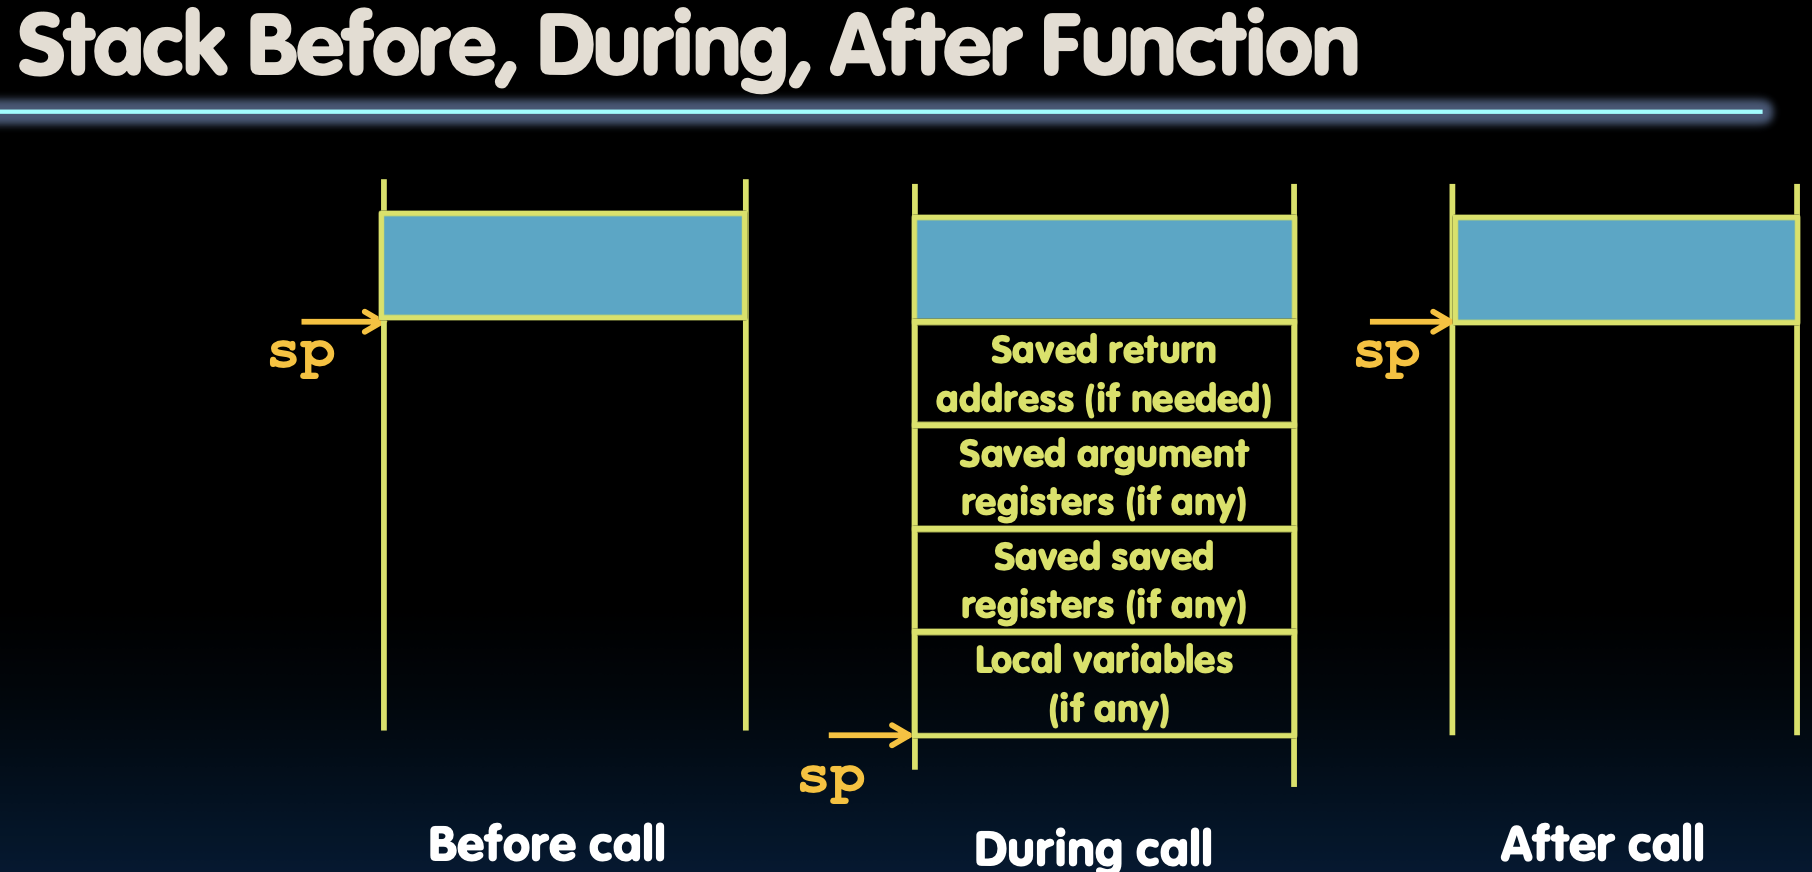 Stack Before, During, After Function
sp
Before call
Saved return
address (if needed)
Saved argument
registers (if any)
Saved saved
registers (if any)
Local variables
(if any)
sp
During call
sp
After call